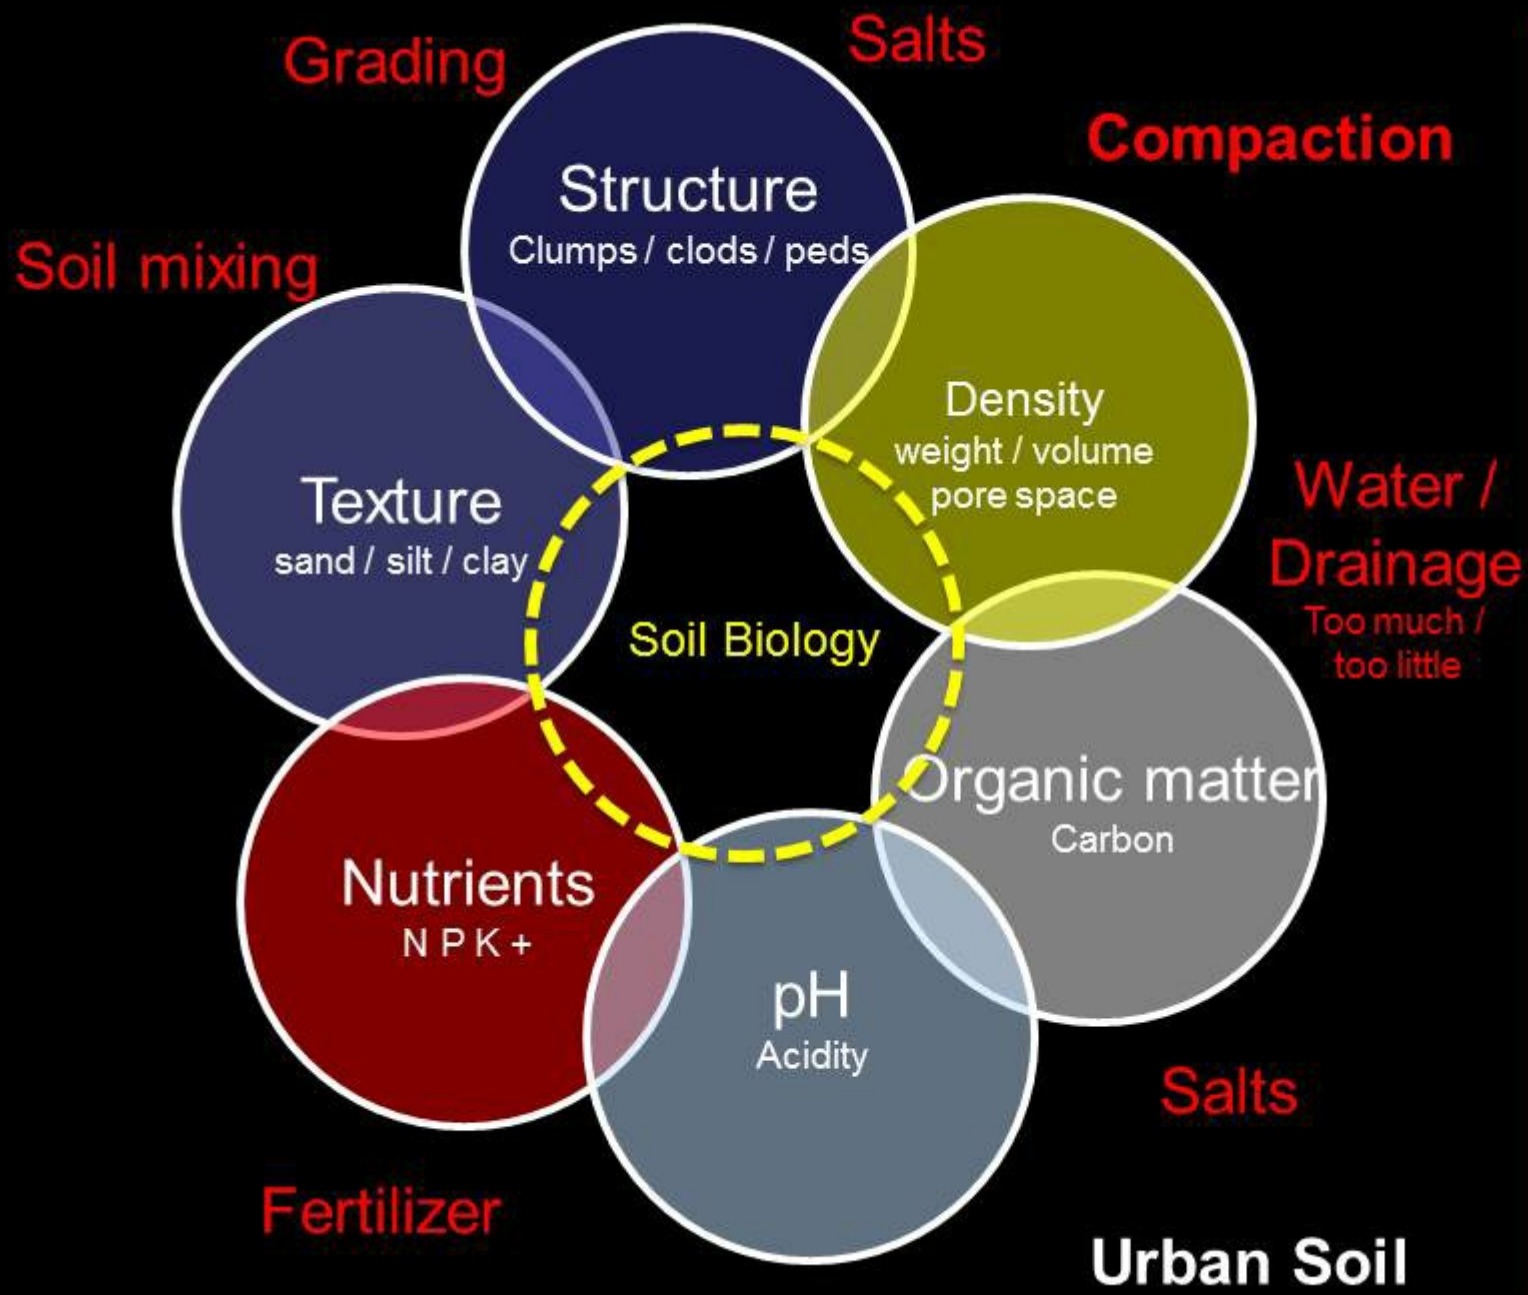 Grading
Salts
Compaction
Structure
Clumps / clods / peds
Soil mixing
Density
weight / volume
pore space
Texture
sand / silt / clay
Water /
Drainage
Too much /
too little
Soil Biology
Organic matter
Carbon
Nutrients
N P K +
pH
Acidity
Salts
Fertilizer
Urban Soil